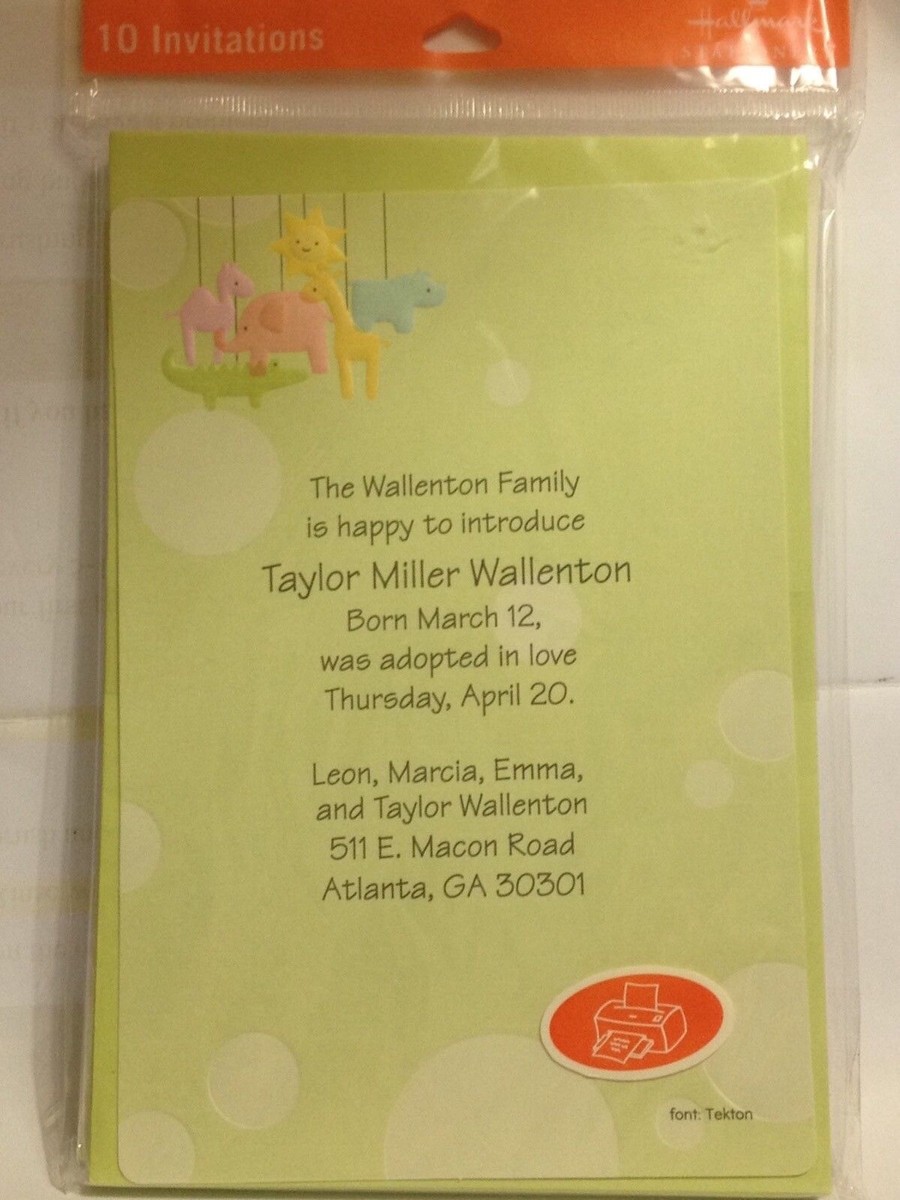 10 Invitations
Hallmark
The Wallenton Family
is happy to introduce
Taylor Miller Wallenton
Born March 12,
was adopted in love
Thursday, April 20.
Leon, Marcia, Emma,
and Taylor Wallenton
511 E. Macon Road
Atlanta, GA 30301
font: Tekton